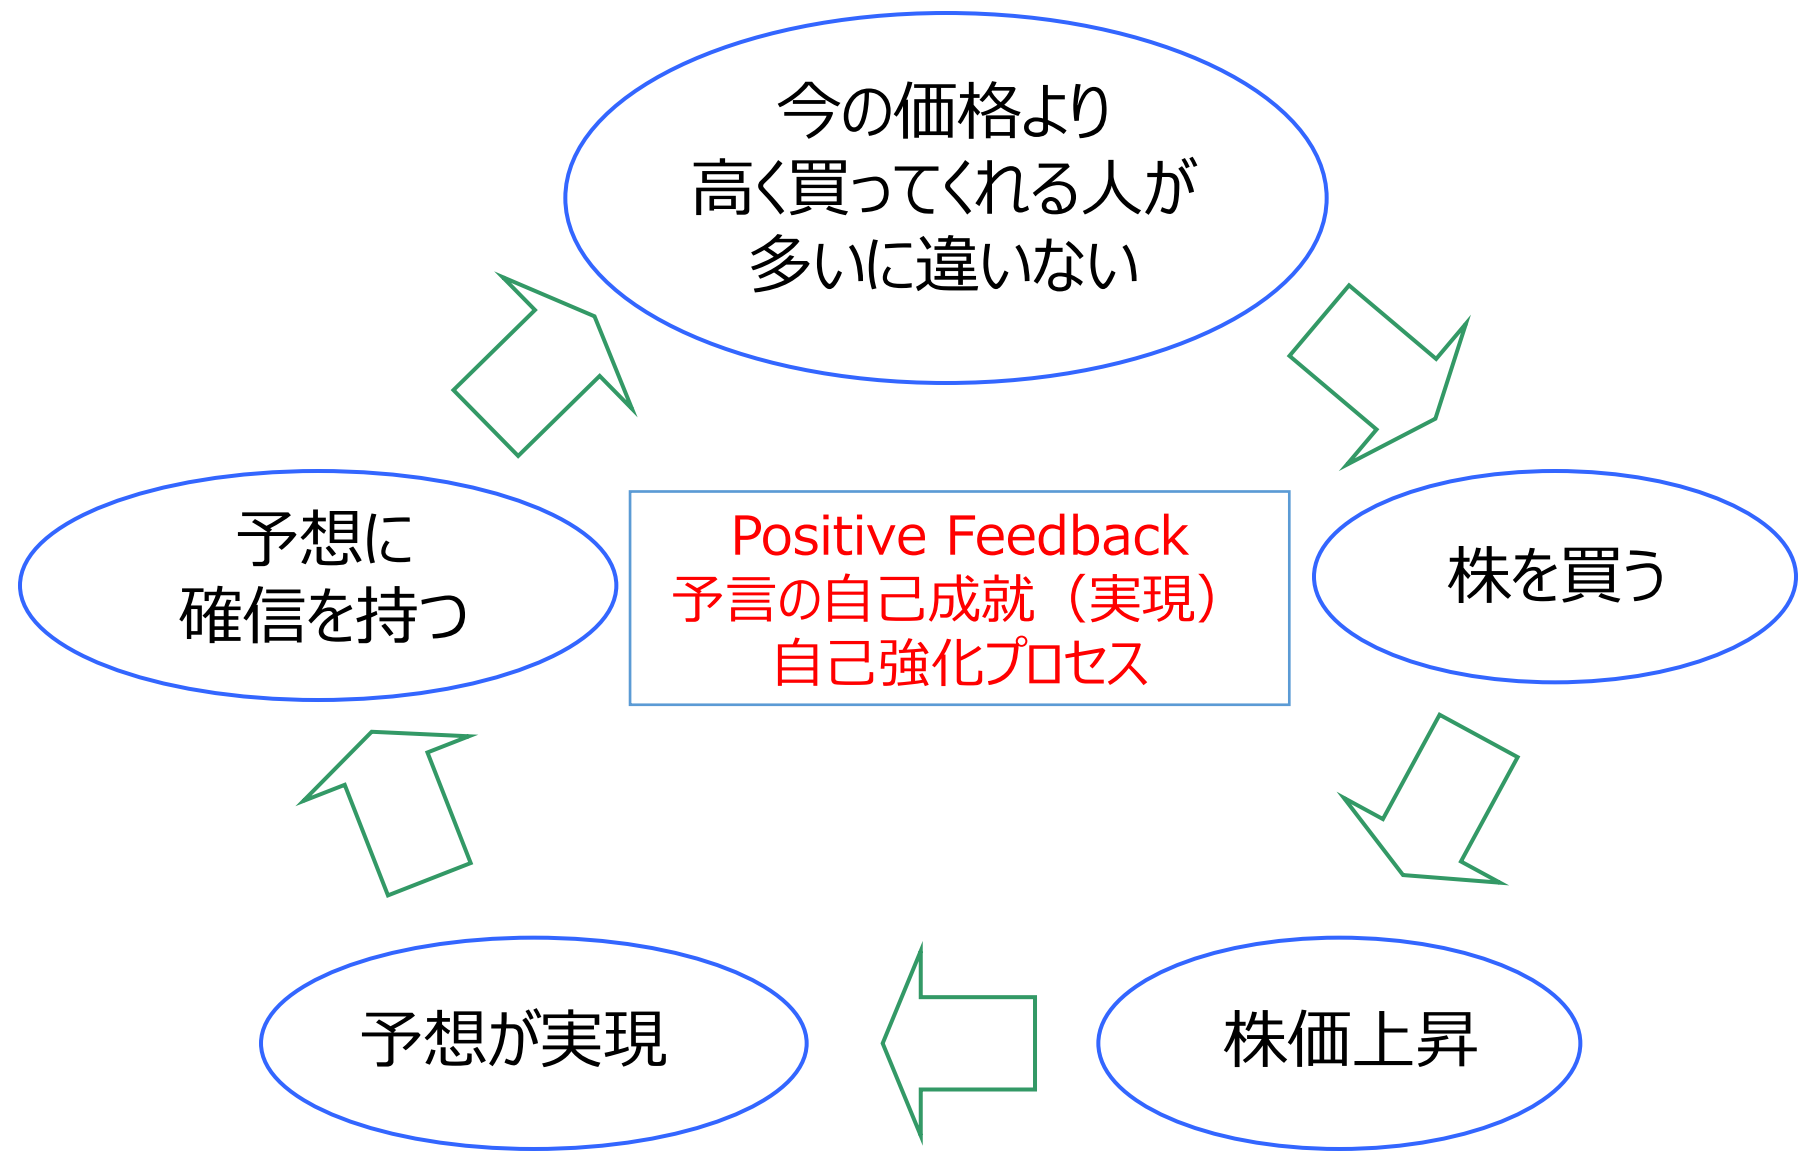 今の価格より
高く買ってくれる人が
多いに違いない
予想に
確信を持つ
Positive Feedback
予言の自己成就（実現）
自己強化プロセス
株を買う
予想が実現
株価上昇